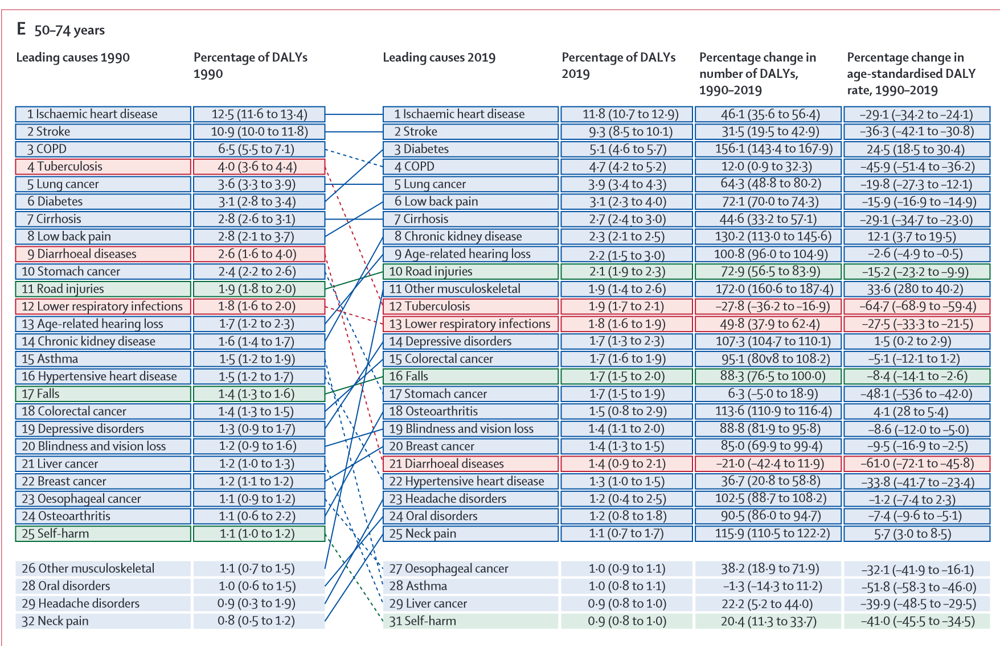 E 50–74 years
Leading causes 1990 Percentage of DALYs 1990 Leading causes 2019 Percentage of DALYs 2019 Percentage change in number of DALYs, 1990–2019 Percentage change in age-standardised DALY rate, 1990–2019
1 Ischaemic heart disease 12·5 (11·6 to 13·4) 1 Ischaemic heart disease 11·8 (10·7 to 12·9) 46·1 (35·6 to 56·4) –29·1 (–34·2 to –24·1)
2 Stroke 10·9 (10·0 to 11·8) 2 Stroke 9·3 (8·5 to 10·1) 31·5 (19·5 to 42·9) –36·3 (–42·1 to –30·8)
3 COPD 6·5 (5·5 to 7·1) 3 Diabetes 5·1 (4·6 to 5·7) 156·1 (143·4 to 167·9) 24·5 (18·5 to 30·4)
4 Tuberculosis 4·0 (3·6 to 4·4) 4 COPD 4·7 (4·2 to 5·2) 12·0 (0·9 to 32·3) –45·9 (–51·4 to –36·2)
5 Lung cancer 3·6 (3·3 to 3·9) 5 Lung cancer 3·9 (3·4 to 4·3) 64·3 (48·8 to 80·2) –19·8 (–27·3 to –12·1)
6 Diabetes 3·1 (2·8 to 3·4) 6 Low back pain 3·1 (2·3 to 4·0) 72·1 (70·0 to 74·3) –15·9 (–16·9 to –14·9)
7 Cirrhosis 2·8 (2·6 to 3·1) 7 Cirrhosis 2·7 (2·4 to 3·0) 44·6 (33·2 to 57·1) –29·1 (–34·7 to –23·0)
8 Low back pain 2·8 (2·1 to 3·7) 8 Chronic kidney disease 2·3 (2·1 to 2·5) 130·2 (113·0 to 145·6) 12·1 (3·7 to 19·5)
9 Diarrhoeal diseases 2·6 (1·6 to 4·0) 9 Age-related hearing loss 2·2 (1·5 to 3·0) 100·8 (96·0 to 104·9) –2·6 (–4·9 to –0·5)
10 Stomach cancer 2·4 (2·2 to 2·6) 10 Road injuries 2·1 (1·9 to 2·3) 72·9 (56·5 to 83·9) –15·2 (–23·2 to –9·9)
11 Road injuries 1·9 (1·8 to 2·0) 11 Other musculoskeletal 1·9 (1·4 to 2·6) 172·0 (160·6 to 187·4) 33·6 (280 to 40·2)
12 Lower respiratory infections 1·8 (1·6 to 2·0) 12 Tuberculosis 1·9 (1·7 to 2·1) –27·8 (–36·2 to –16·9) –64·7 (–68·9 to –59·4)
13 Age-related hearing loss 1·7 (1·2 to 2·3) 13 Lower respiratory infections 1·8 (1·6 to 1·9) 49·8 (37·9 to 62·4) –27·5 (–33·3 to –21·5)
14 Chronic kidney disease 1·6 (1·4 to 1·7) 14 Depressive disorders 1·7 (1·3 to 2·3) 107·3 (104·7 to 110·1) 1·5 (0·2 to 2·9)
15 Asthma 1·5 (1·2 to 1·9) 15 Colorectal cancer 1·7 (1·6 to 1·9) 95·1 (80v8 to 108·2) –5·1 (–12·1 to 1·2)
16 Hypertensive heart disease 1·5 (1·2 to 1·7) 16 Falls 1·7 (1·5 to 2·0) 88·3 (76·5 to 100·0) –8·4 (–14·1 to –2·6)
17 Falls 1·4 (1·3 to 1·6) 17 Stomach cancer 1·7 (1·5 to 1·9) 6·3 (–5·0 to 18·9) –48·1 (–536 to –42·0)
18 Colorectal cancer 1·4 (1·3 to 1·5) 18 Osteoarthritis 1·5 (0·8 to 2·9) 113·6 (110·9 to 116·4) 4·1 (28 to 5·4)
19 Depressive disorders 1·3 (0·9 to 1·7) 19 Blindness and vision loss 1·4 (1·1 to 2·0) 88·8 (81·9 to 95·8) –8·6 (–12·0 to –5·0)
20 Blindness and vision loss 1·2 (0·9 to 1·6) 20 Breast cancer 1·4 (1·3 to 1·5) 85·0 (69·9 to 99·4) –9·5 (–16·9 to –2·5)
21 Liver cancer 1·2 (1·0 to 1·3) 21 Diarrhoeal diseases 1·4 (0·9 to 2·1) –21·0 (–42·4 to 11·9) –61·0 (–72·1 to –45·8)
22 Breast cancer 1·2 (1·1 to 1·2) 22 Hypertensive heart disease 1·3 (1·0 to 1·5) 36·7 (20·8 to 58·8) –33·8 (–41·7 to –23·4)
23 Oesophageal cancer 1·1 (0·9 to 1·2) 23 Headache disorders 1·2 (0·4 to 2·5) 102·5 (88·7 to 108·2) –1·2 (–7·4 to 2·3)
24 Osteoarthritis 1·1 (0·6 to 2·2) 24 Oral disorders 1·2 (0·8 to 1·8) 90·5 (86·0 to 94·7) –7·4 (–9·6 to –5·1)
25 Self-harm 1·1 (1·0 to 1·2) 25 Neck pain 1·1 (0·7 to 1·7) 115·9 (110·5 to 122·2) 5·7 (3·0 to 8·5)
26 Other musculoskeletal 1·1 (0·7 to 1·5) 27 Oesophageal cancer 1·0 (0·9 to 1·1) 38·2 (18·9 to 71·9) –32·1 (–41·9 to –16·1)
28 Oral disorders 1·0 (0·6 to 1·5) 28 Asthma 1·0 (0·8 to 1·1) –1·3 (–14·3 to 11·2) –51·8 (–58·3 to –46·0)
29 Headache disorders 0·9 (0·3 to 1·9) 29 Liver cancer 0·9 (0·8 to 1·0) 22·2 (5·2 to 44·0) –39·9 (–48·5 to –29·5)
32 Neck pain 0·8 (0·5 to 1·2) 31 Self-harm 0·9 (0·8 to 1·0) 20·4 (11·3 to 33·7) –41·0 (–45·5 to –34·5)